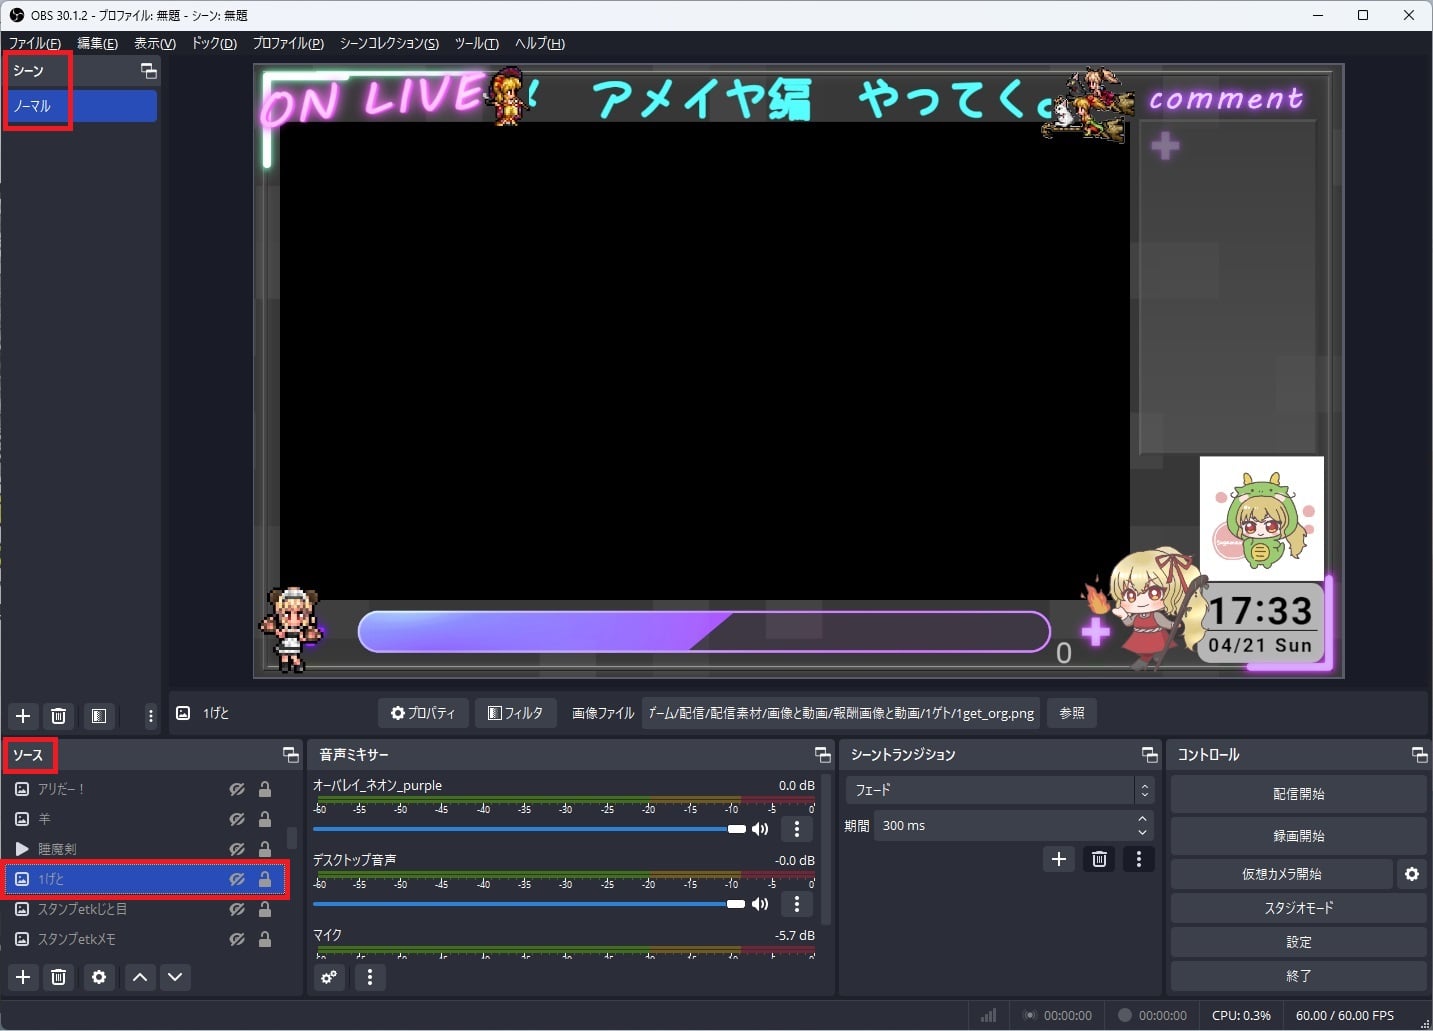 OBS 30.1.2 - プロファイル: 無題 - シーン: 無題
ファイル(F) 編集(E) 表示(V) ドック(D) プロファイル(P) シーンコレクション(S) ツール(T) ヘルプ(H)
シーン
ノーマル
ON LIVE ! アメイヤ編 やってく。
comment
17:33
04/21 Sun
0
1げと
プロパティ
フィルタ
画像ファイル
ゲーム/配信/配信素材/画像と動画/報酬画像と動画/1ゲト/1get_org.png
参照
ソース
アリだー！
羊
睡魔剣
1げと
スタンプetkじと目
スタンプetkメモ
音声ミキサー
オーバレイ_ネオン_purple 0.0 dB
-60 -55 -50 -45 -40 -35 -30 -25 -20 -15 -10 -5 0
デスクトップ音声 -0.0 dB
-60 -55 -50 -45 -40 -35 -30 -25 -20 -15 -10 -5 0
マイク -5.7 dB
シーントランジション
フェード
期間 300 ms
コントロール
配信開始
録画開始
仮想カメラ開始
スタジオモード
設定
終了
00:00:00
00:00:00
CPU: 0.3%
60.00 / 60.00 FPS